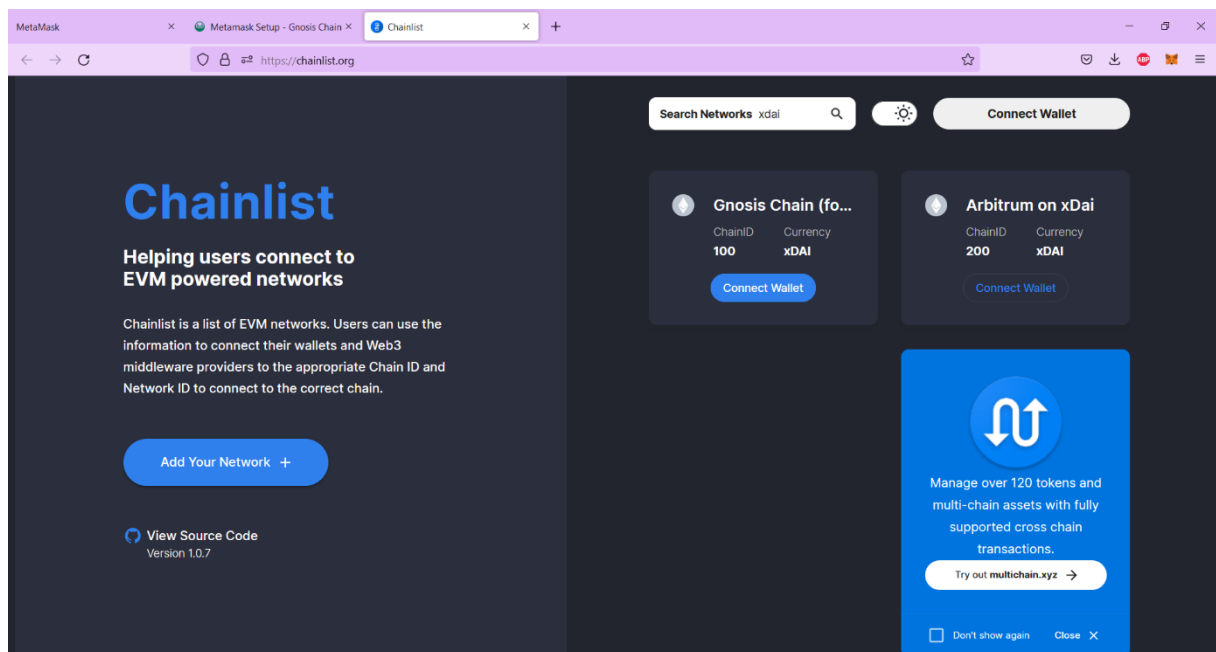 MetaMask
Metamask Setup - Gnosis Chain
Chainlist
https://chainlist.org
Search Networks xdai
Connect Wallet
Chainlist
Helping users connect to
EVM powered networks
Chainlist is a list of EVM networks. Users can use the
information to connect their wallets and Web3
middleware providers to the appropriate Chain ID and
Network ID to connect to the correct chain.
Add Your Network +
View Source Code
Version 1.0.7
Gnosis Chain (fo...
ChainID Currency
100 xDAI
Connect Wallet
Arbitrum on xDai
ChainID Currency
200 xDAI
Connect Wallet
Manage over 120 tokens and
multi-chain assets with fully
supported cross chain
transactions.
Try out multichain.xyz →
Don't show again Close X
ABP